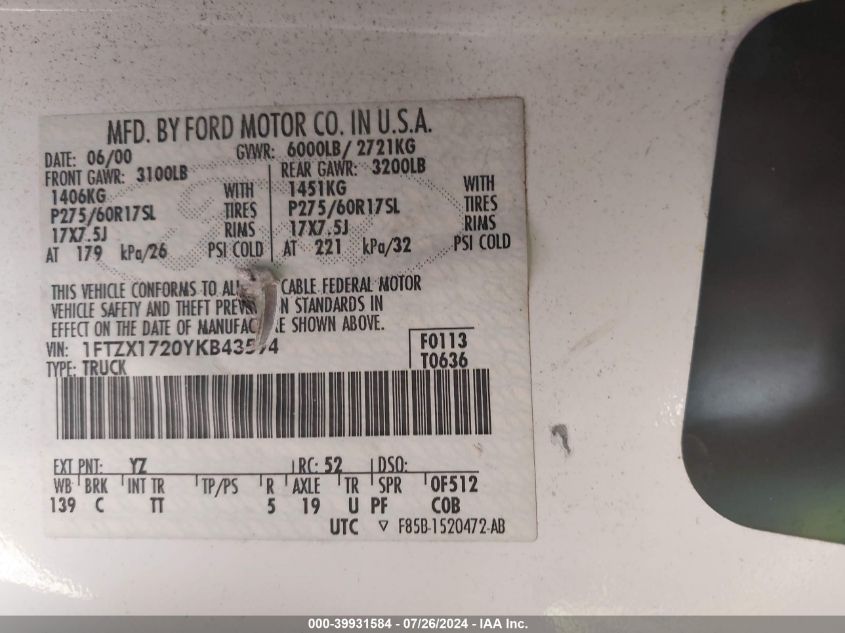 MFD. BY FORD MOTOR CO. IN U.S.A.
DATE: 06/00 GVWR: 6000LB/ 2721KG
FRONT GAWR: 3100LB REAR GAWR: 3200LB
1406KG WITH 1451KG WITH
P275/60R17SL TIRES P275/60R17SL TIRES
17X7.5J RIMS 17X7.5J RIMS
AT 179 kPa/26 PSI COLD AT 221 kPa/32 PSI COLD
THIS VEHICLE CONFORMS TO CABLE FEDERAL MOTOR
VEHICLE SAFETY AND THEFT STANDARDS IN
EFFECT ON THE DATE OF SHOWN ABOVE.
VIN: F0113
TYPE: TRUCK T0636
EXT PNT: YZ RC: 52 DSO:
WB BRK INT TR TP/PS R AXLE TR SPR 0F512
139 C TT 5 19 U PF COB
UTC ▽ F85B-1520472-AB
000-39931584 - 07/26/2024 - IAA Inc.